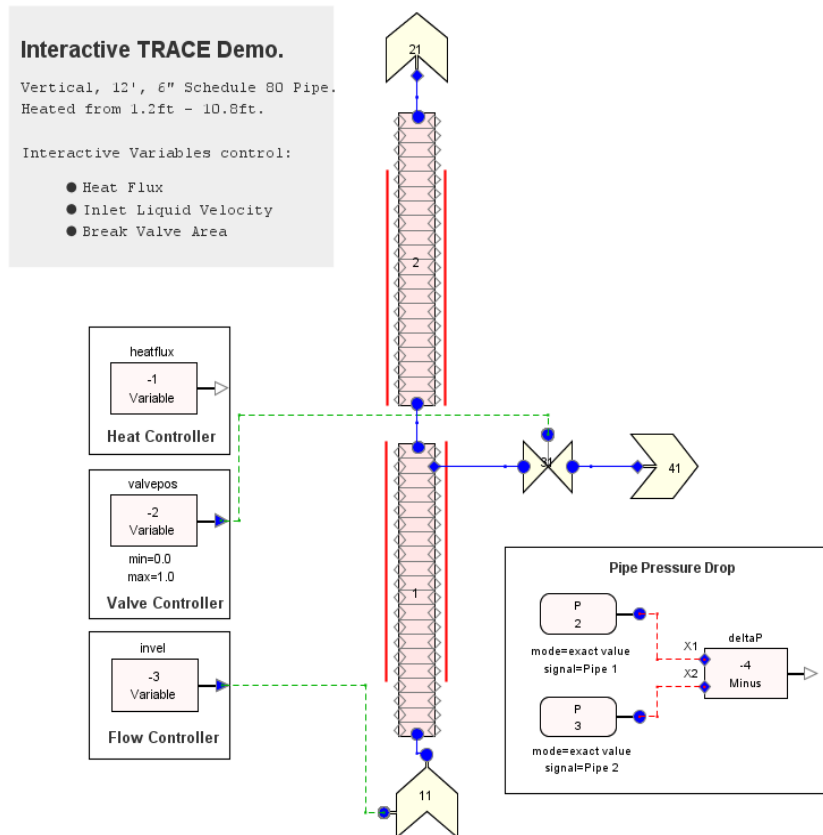 Interactive TRACE Demo.
Vertical, 12', 6" Schedule 80 Pipe.
Heated from 1.2ft - 10.8ft.
Interactive Variables control:
● Heat Flux
● Inlet Liquid Velocity
● Break Valve Area
21
2
heatflux
-1
Variable
Heat Controller
valvepos
-2
Variable
min=0.0
max=1.0
Valve Controller
invel
-3
Variable
Flow Controller
31
41
1
11
Pipe Pressure Drop
P
2
mode=exact value
signal=Pipe 1
deltaP
X1
X2
-4
Minus
P
3
mode=exact value
signal=Pipe 2